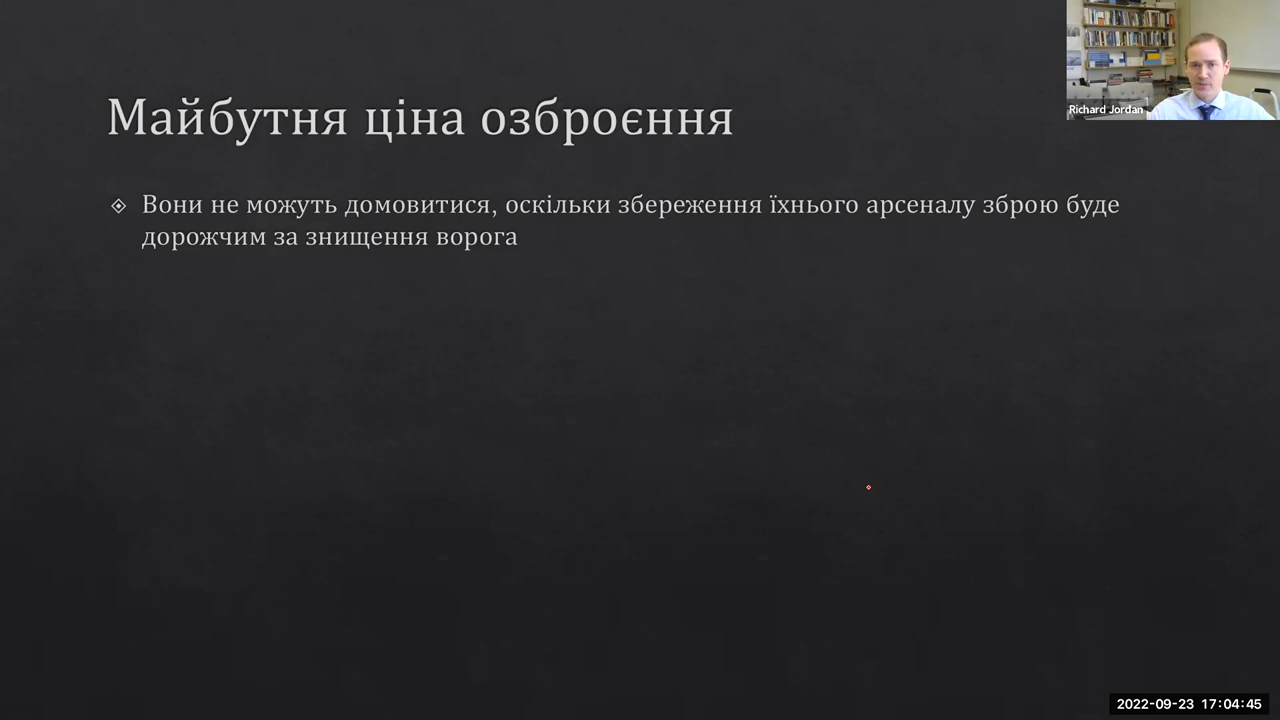 Майбутня ціна озброєння
Вони не можуть домовитися, оскільки збереження їхнього арсеналу зброю буде
дорожчим за знищення ворога
Richard Jordan
2022-09-23 17:04:45